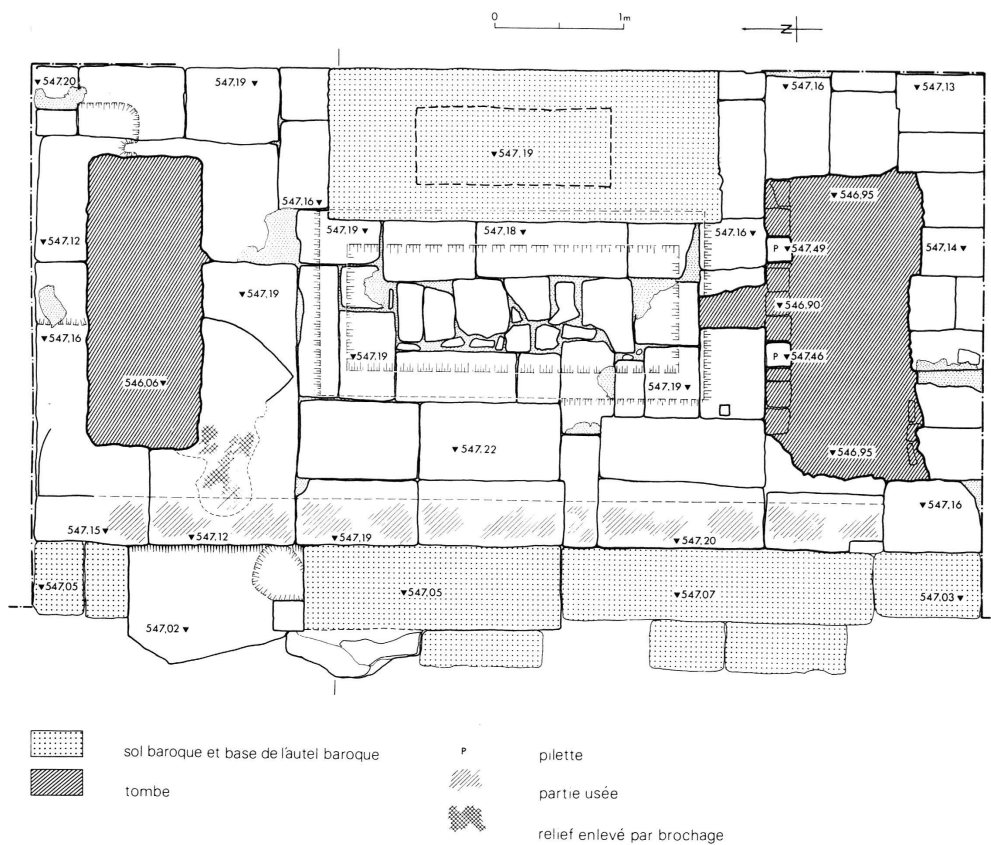 0 1m
N
547.20 547.19 547.16 547.13
547.19
547.16 546.95
547.12 547.19 547.18 547.16 P 547.49 547.14
547.19 546.90
547.16 547.19 P 547.46
546.06 547.19
547.22 546.95
547.15 547.12 547.19 547.20 547.16
547.05 547.05 547.07 547.03
547.02
sol baroque et base de l'autel baroque P pilette
tombe partie usée
relief enlevé par brochage